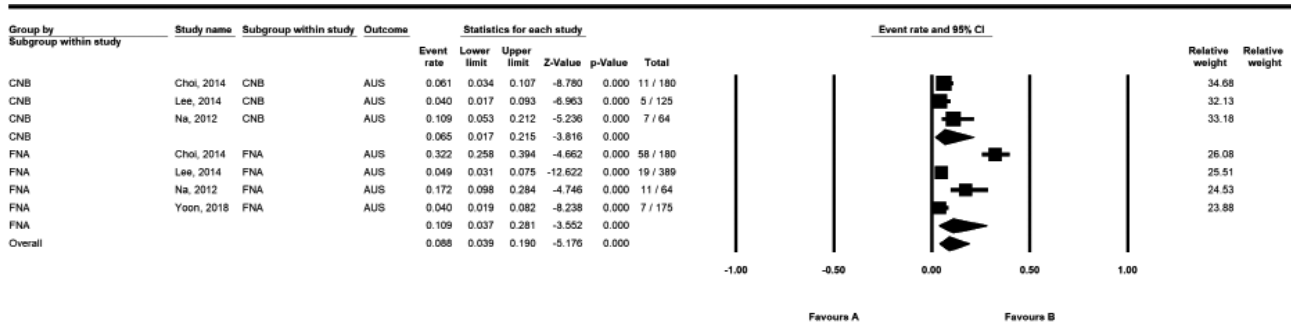 Group by Study name Subgroup within study Outcome Statistics for each study Event rate and 95% CI
Subgroup within study
Event rate Lower limit Upper limit Z-Value p-Value Total Relative weight Relative weight
CNB Choi, 2014 CNB AUS 0.061 0.034 0.107 -8.780 0.000 11 / 180 34.68
CNB Lee, 2014 CNB AUS 0.040 0.017 0.093 -6.963 0.000 5 / 125 32.13
CNB Na, 2012 CNB AUS 0.109 0.053 0.212 -5.236 0.000 7 / 64 33.18
CNB 0.065 0.017 0.215 -3.816 0.000
FNA Choi, 2014 FNA AUS 0.322 0.258 0.394 -4.662 0.000 58 / 180 26.08
FNA Lee, 2014 FNA AUS 0.049 0.031 0.075 -12.622 0.000 19 / 389 25.51
FNA Na, 2012 FNA AUS 0.172 0.098 0.284 -4.746 0.000 11 / 64 24.53
FNA Yoon, 2018 FNA AUS 0.040 0.019 0.082 -8.238 0.000 7 / 175 23.88
FNA 0.109 0.037 0.281 -3.552 0.000
Overall 0.088 0.039 0.190 -5.176 0.000
-1.00 -0.50 0.00 0.50 1.00
Favours A Favours B